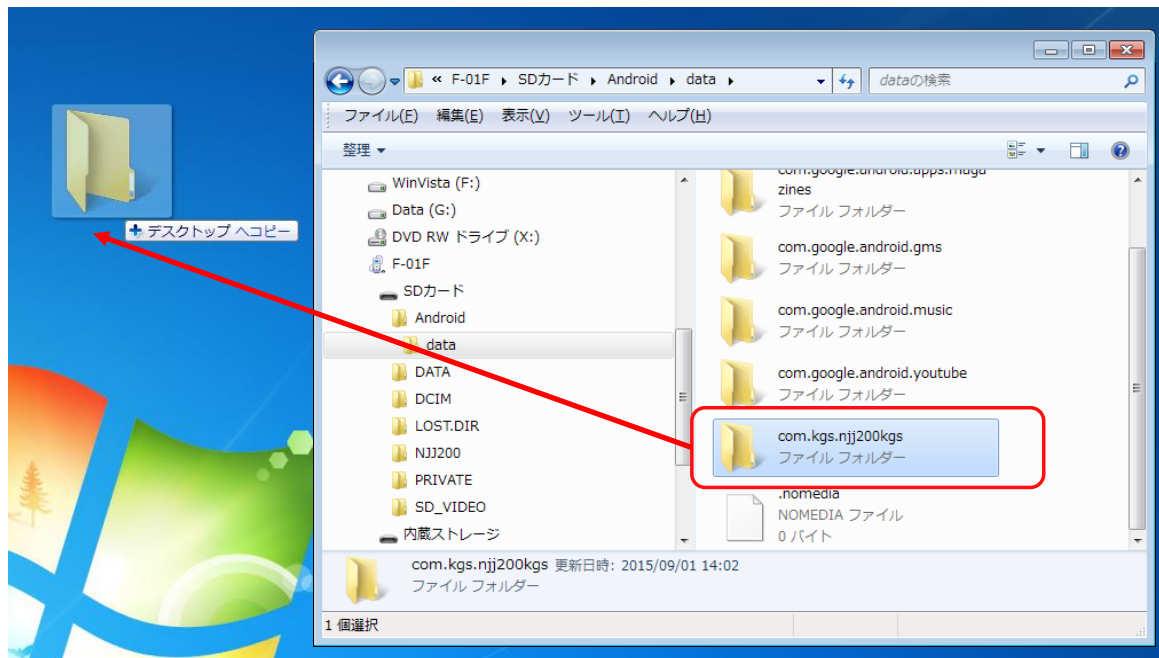 « F-01F ▸ SDカード ▸ Android ▸ data ▸
dataの検索
ファイル(F) 編集(E) 表示(V) ツール(T) ヘルプ(H)
整理
デスクトップ へコピー
WinVista (F:)
Data (G:)
DVD RW ドライブ (X:)
F-01F
SDカード
Android
data
DATA
DCIM
LOST.DIR
NJJ200
PRIVATE
SD_VIDEO
内蔵ストレージ
com.google.android.apps.maga
zines
ファイル フォルダー
com.google.android.gms
ファイル フォルダー
com.google.android.music
ファイル フォルダー
com.google.android.youtube
ファイル フォルダー
com.kgs.njj200kgs
ファイル フォルダー
.nomedia
NOMEDIA ファイル
0 バイト
com.kgs.njj200kgs 更新日時: 2015/09/01 14:02
ファイル フォルダー
1 個選択